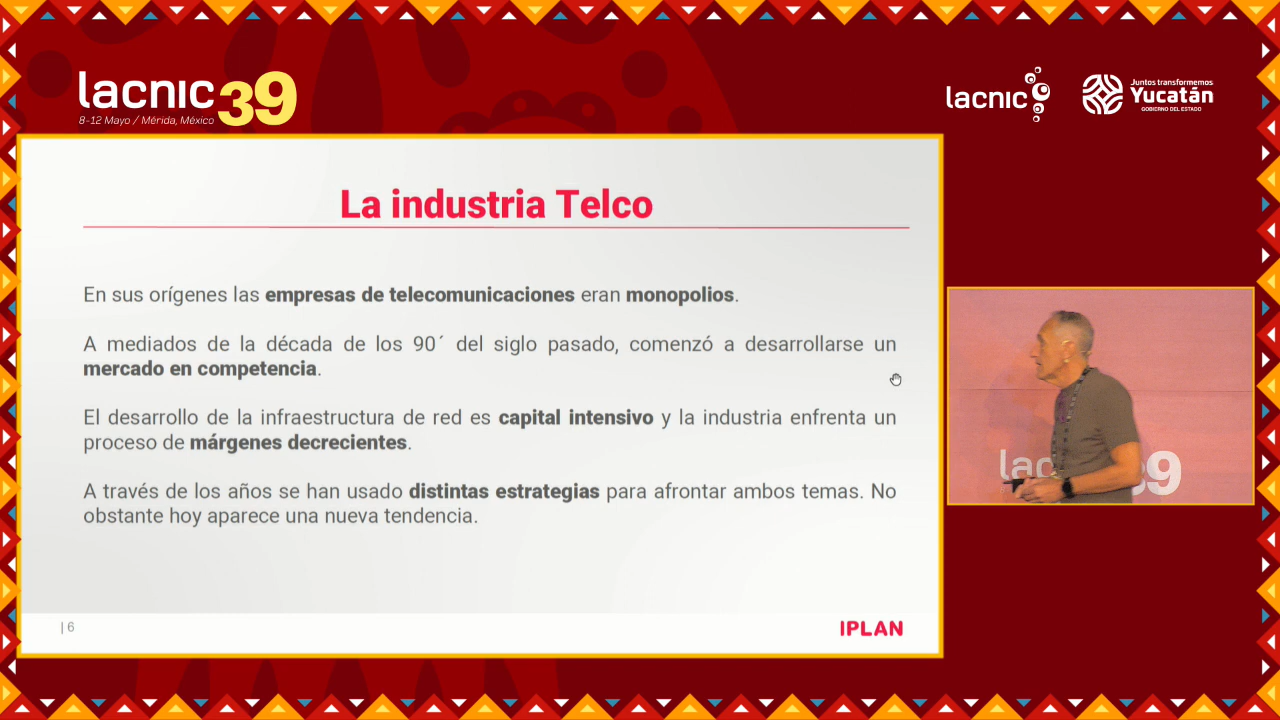 lacnic 39
8-12 Mayo / Mérida, México
lacnic
Juntos transformemos
Yucatán
GOBIERNO DEL ESTADO
La industria Telco
En sus orígenes las empresas de telecomunicaciones eran monopolios.
A mediados de la década de los 90´ del siglo pasado, comenzó a desarrollarse un
mercado en competencia.
El desarrollo de la infraestructura de red es capital intensivo y la industria enfrenta un
proceso de márgenes decrecientes.
A través de los años se han usado distintas estrategias para afrontar ambos temas. No
obstante hoy aparece una nueva tendencia.
| 6
IPLAN
lac 39